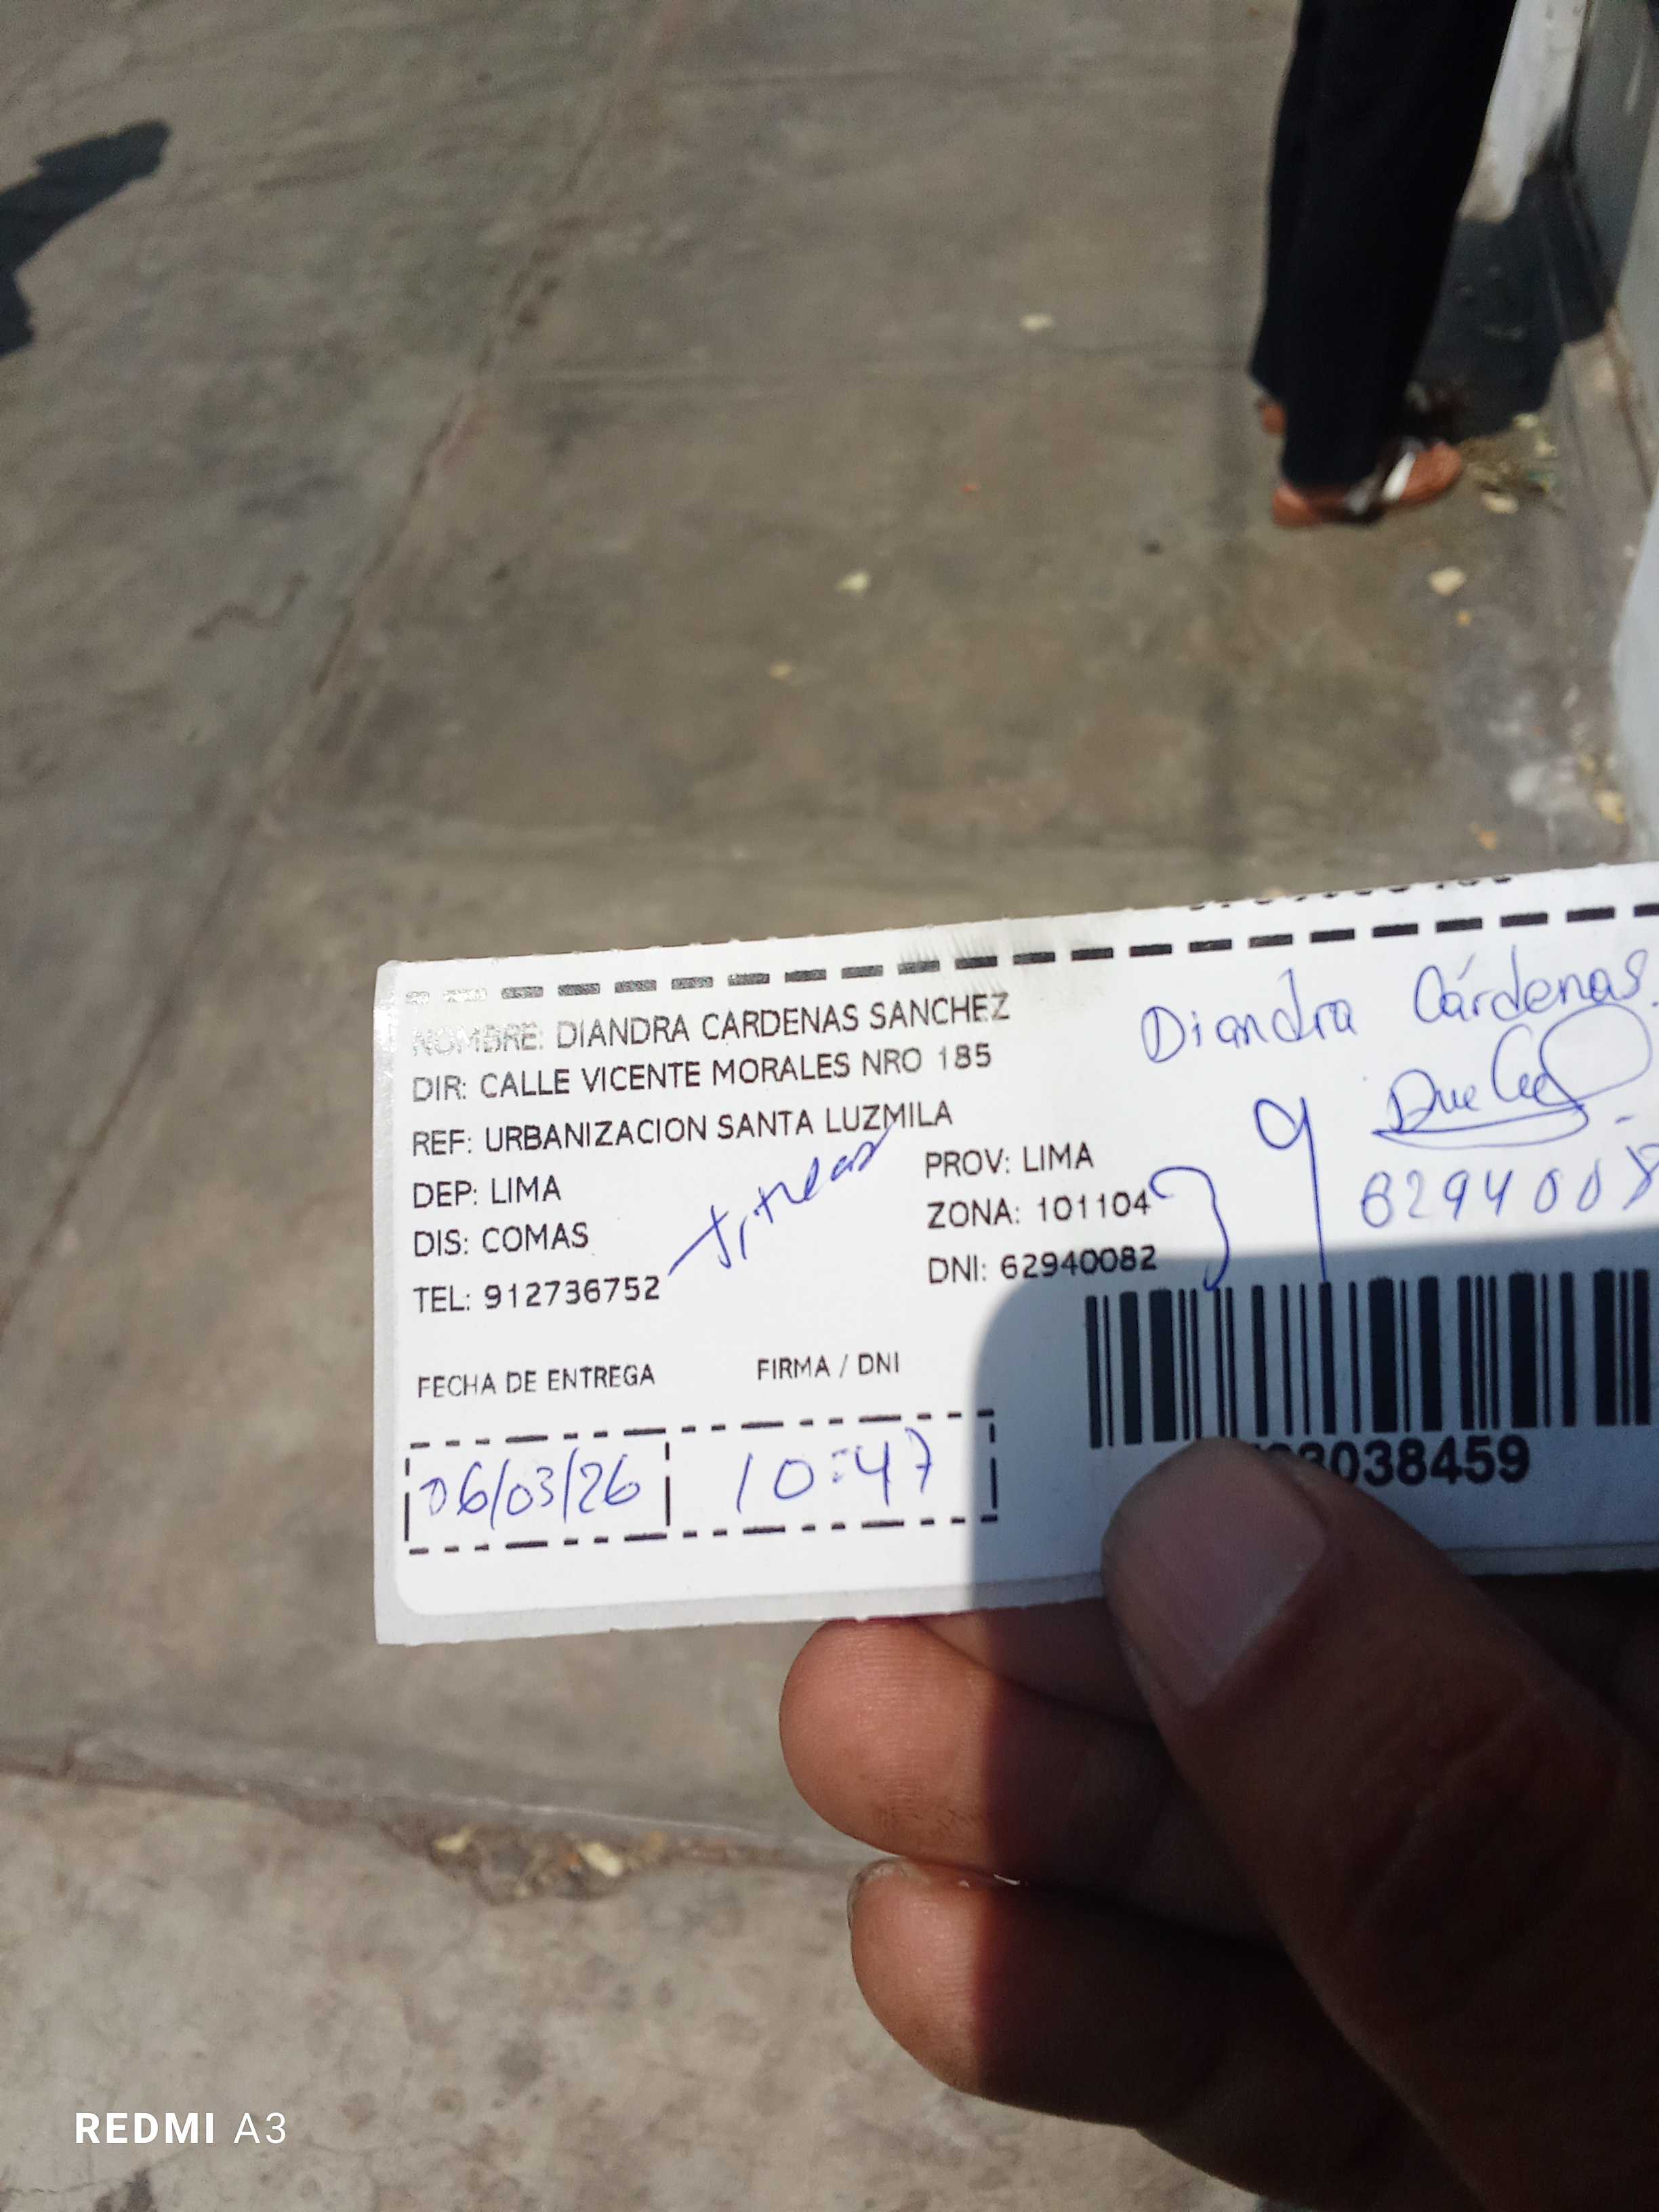 NOMBRE: DIANDRA CARDENAS SANCHEZ
DIR: CALLE VICENTE MORALES NRO 185
REF: URBANIZACION SANTA LUZMILA
DEP: LIMA
PROV: LIMA
DIS: COMAS
ZONA: 101104
TEL: 912736752
DNI: 62940082
Diandra Cárdenas
6294008
FECHA DE ENTREGA
FIRMA / DNI
06/03/26
10:47
3038459
REDMI A3